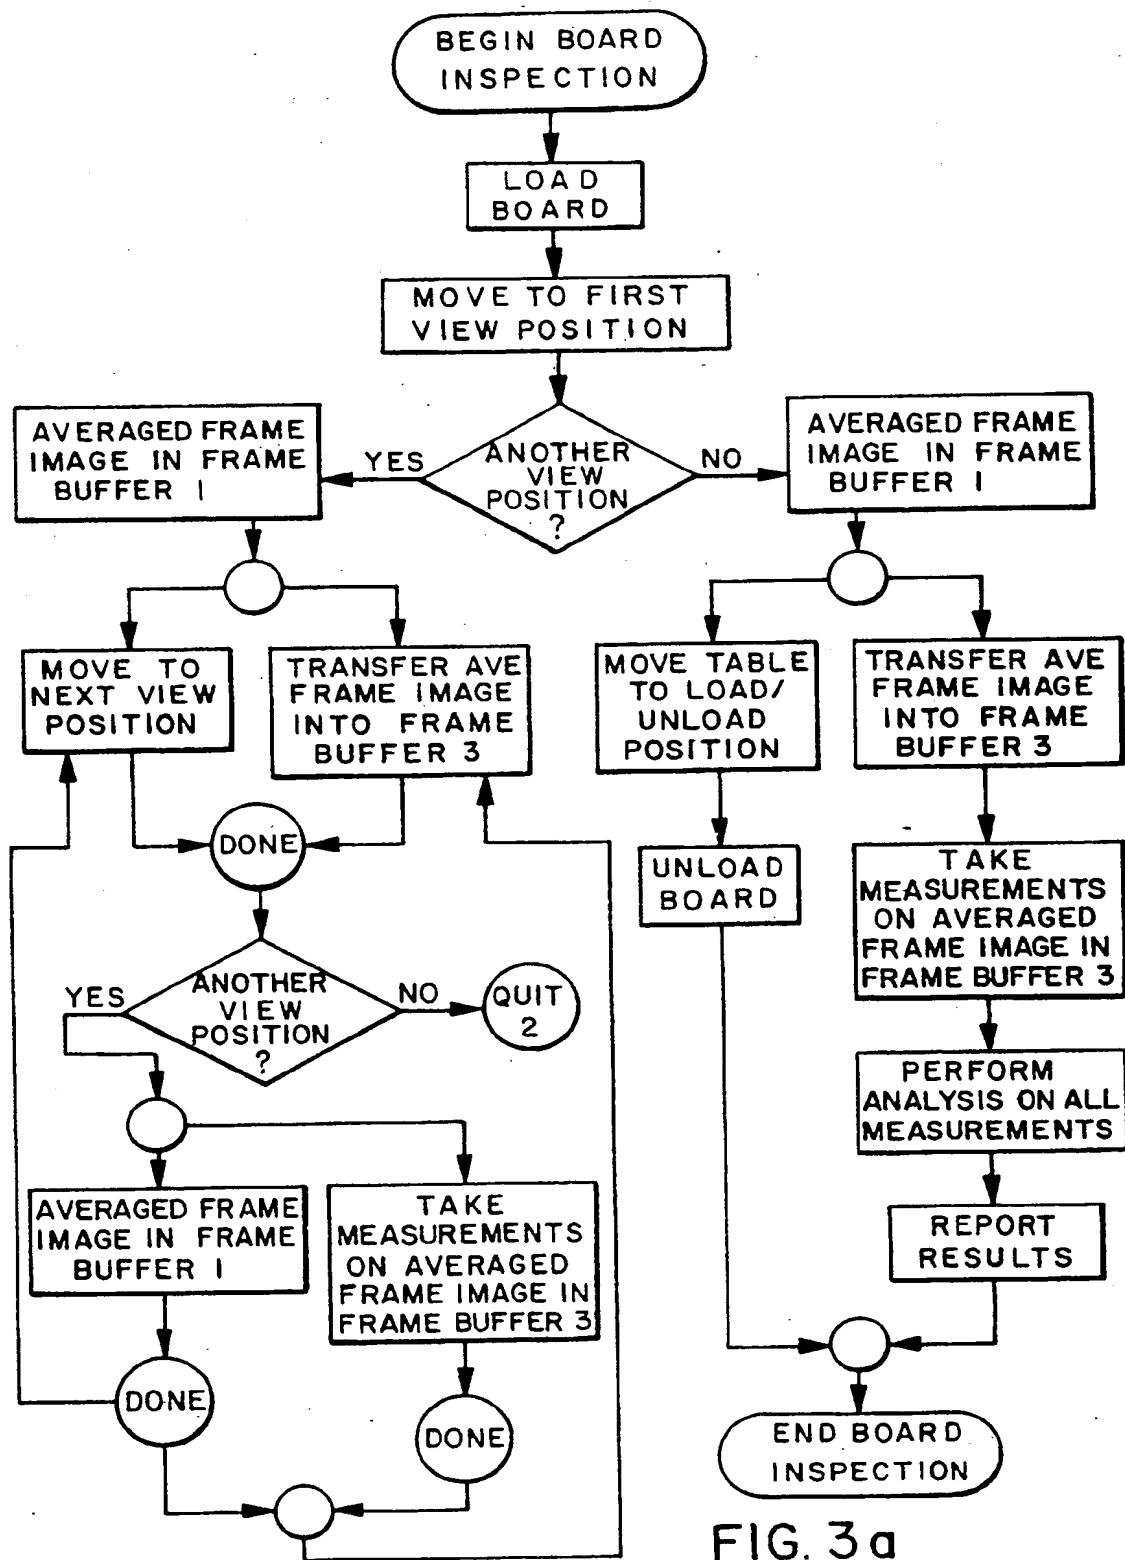 BEGIN BOARD
INSPECTION
LOAD
BOARD
MOVE TO FIRST
VIEW POSITION
AVERAGED FRAME
IMAGE IN FRAME
BUFFER 1
YES
ANOTHER
VIEW
POSITION
?
NO
AVERAGED FRAME
IMAGE IN FRAME
BUFFER 1
MOVE TO
NEXT VIEW
POSITION
TRANSFER AVE
FRAME IMAGE
INTO FRAME
BUFFER 3
MOVE TABLE
TO LOAD/
UNLOAD
POSITION
TRANSFER AVE
FRAME IMAGE
INTO FRAME
BUFFER 3
DONE
UNLOAD
BOARD
TAKE
MEASUREMENTS
ON AVERAGED
FRAME IMAGE IN
FRAME BUFFER 3
YES
ANOTHER
VIEW
POSITION
?
NO
QUIT
2
PERFORM
ANALYSIS ON ALL
MEASUREMENTS
AVERAGED FRAME
IMAGE IN FRAME
BUFFER 1
TAKE
MEASUREMENTS
ON AVERAGED
FRAME IMAGE IN
FRAME BUFFER 3
REPORT
RESULTS
DONE
DONE
END BOARD
INSPECTION
FIG. 3a